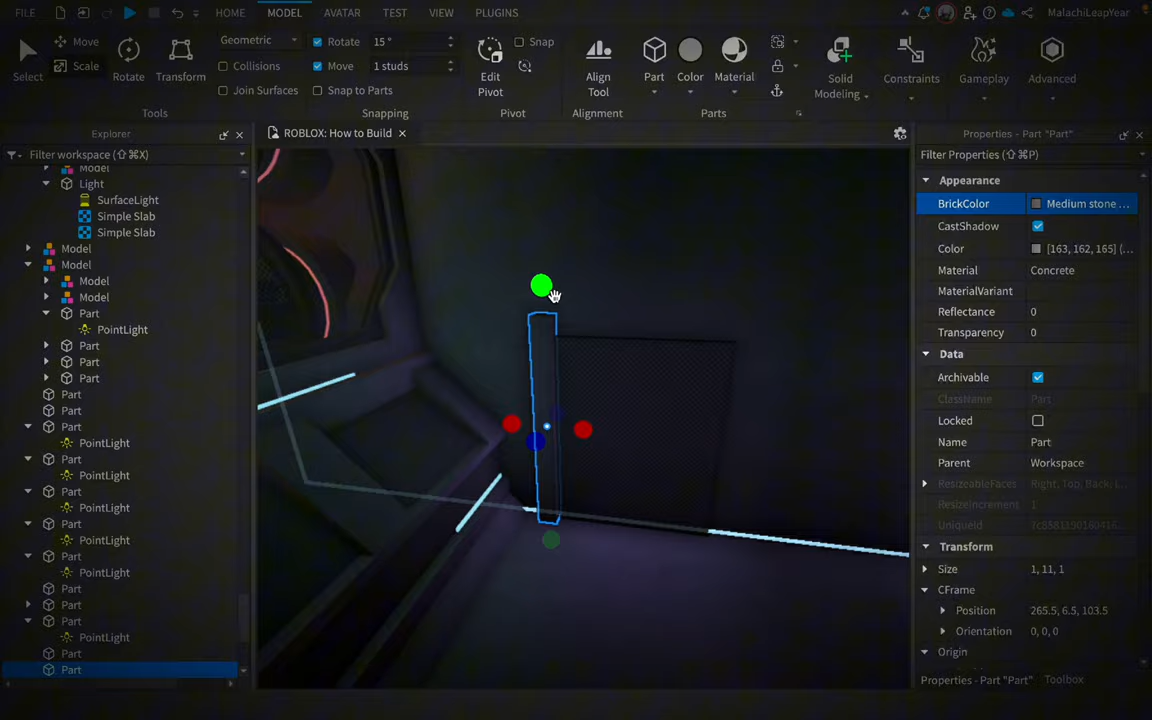 FILE HOME MODEL AVATAR TEST VIEW PLUGINS MalachiLeapYear
Select
Move
Scale
Rotate
Transform
Tools
Geometric
Collisions
Join Surfaces
Rotate 15 °
Move 1 studs
Snap to Parts
Snapping
Edit
Pivot
Snap
Pivot
Align
Tool
Alignment
Part
Color
Material
Parts
Solid
Modeling
Constraints
Gameplay
Advanced
Explorer
Filter workspace (⇧⌘X)
Model
Light
SurfaceLight
Simple Slab
Simple Slab
Model
Model
Model
Model
Part
PointLight
Part
Part
Part
Part
Part
Part
PointLight
Part
PointLight
Part
PointLight
Part
PointLight
Part
PointLight
Part
Part
Part
PointLight
Part
Part
ROBLOX: How to Build
Properties - Part "Part"
Filter Properties (⇧⌘P)
Appearance
BrickColor Medium stone ...
CastShadow
Color [163, 162, 165] (...
Material Concrete
MaterialVariant
Reflectance 0
Transparency 0
Data
Archivable
ClassName Part
Locked
Name Part
Parent Workspace
ResizeableFaces Right, Top, Back, L...
ResizeIncrement 1
UniqueId
Transform
Size 1, 11, 1
CFrame
Position 265.5, 6.5, 103.5
Orientation 0, 0, 0
Origin
Properties - Part "Part" Toolbox